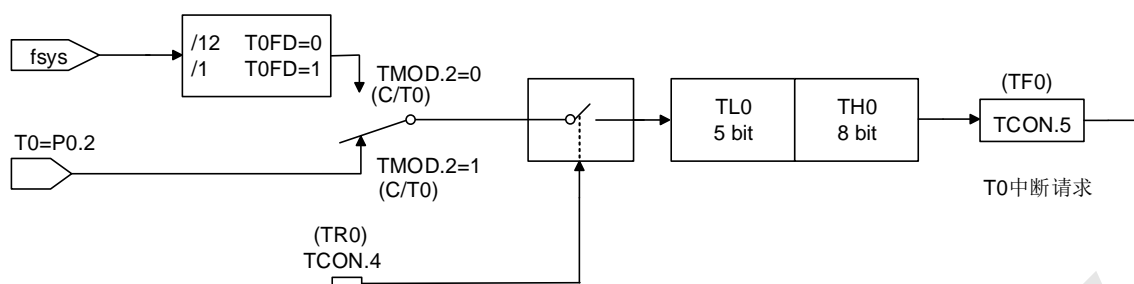 fsys
/12 T0FD=0
/1 T0FD=1
TMOD.2=0
(C/T0)
T0=P0.2
TMOD.2=1
(C/T0)
(TR0)
TCON.4
TL0
5 bit
TH0
8 bit
(TF0)
TCON.5
T0中断请求